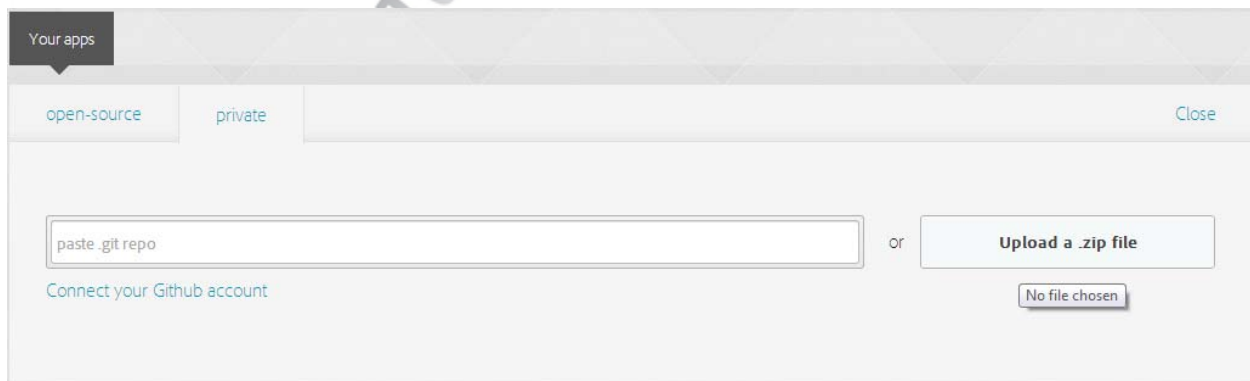 Your apps
open-source
private
Close
paste .git repo
or
Upload a .zip file
Connect your Github account
No file chosen